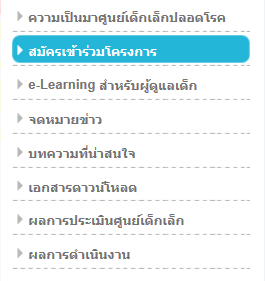 ความเป็นมาศูนย์เด็กเล็กปลอดโรค
สมัครเข้าร่วมโครงการ
e-Learning สำหรับผู้ดูแลเด็ก
จดหมายข่าว
บทความที่น่าสนใจ
เอกสารดาวน์โหลด
ผลการประเมินศูนย์เด็กเล็ก
ผลการดำเนินงาน